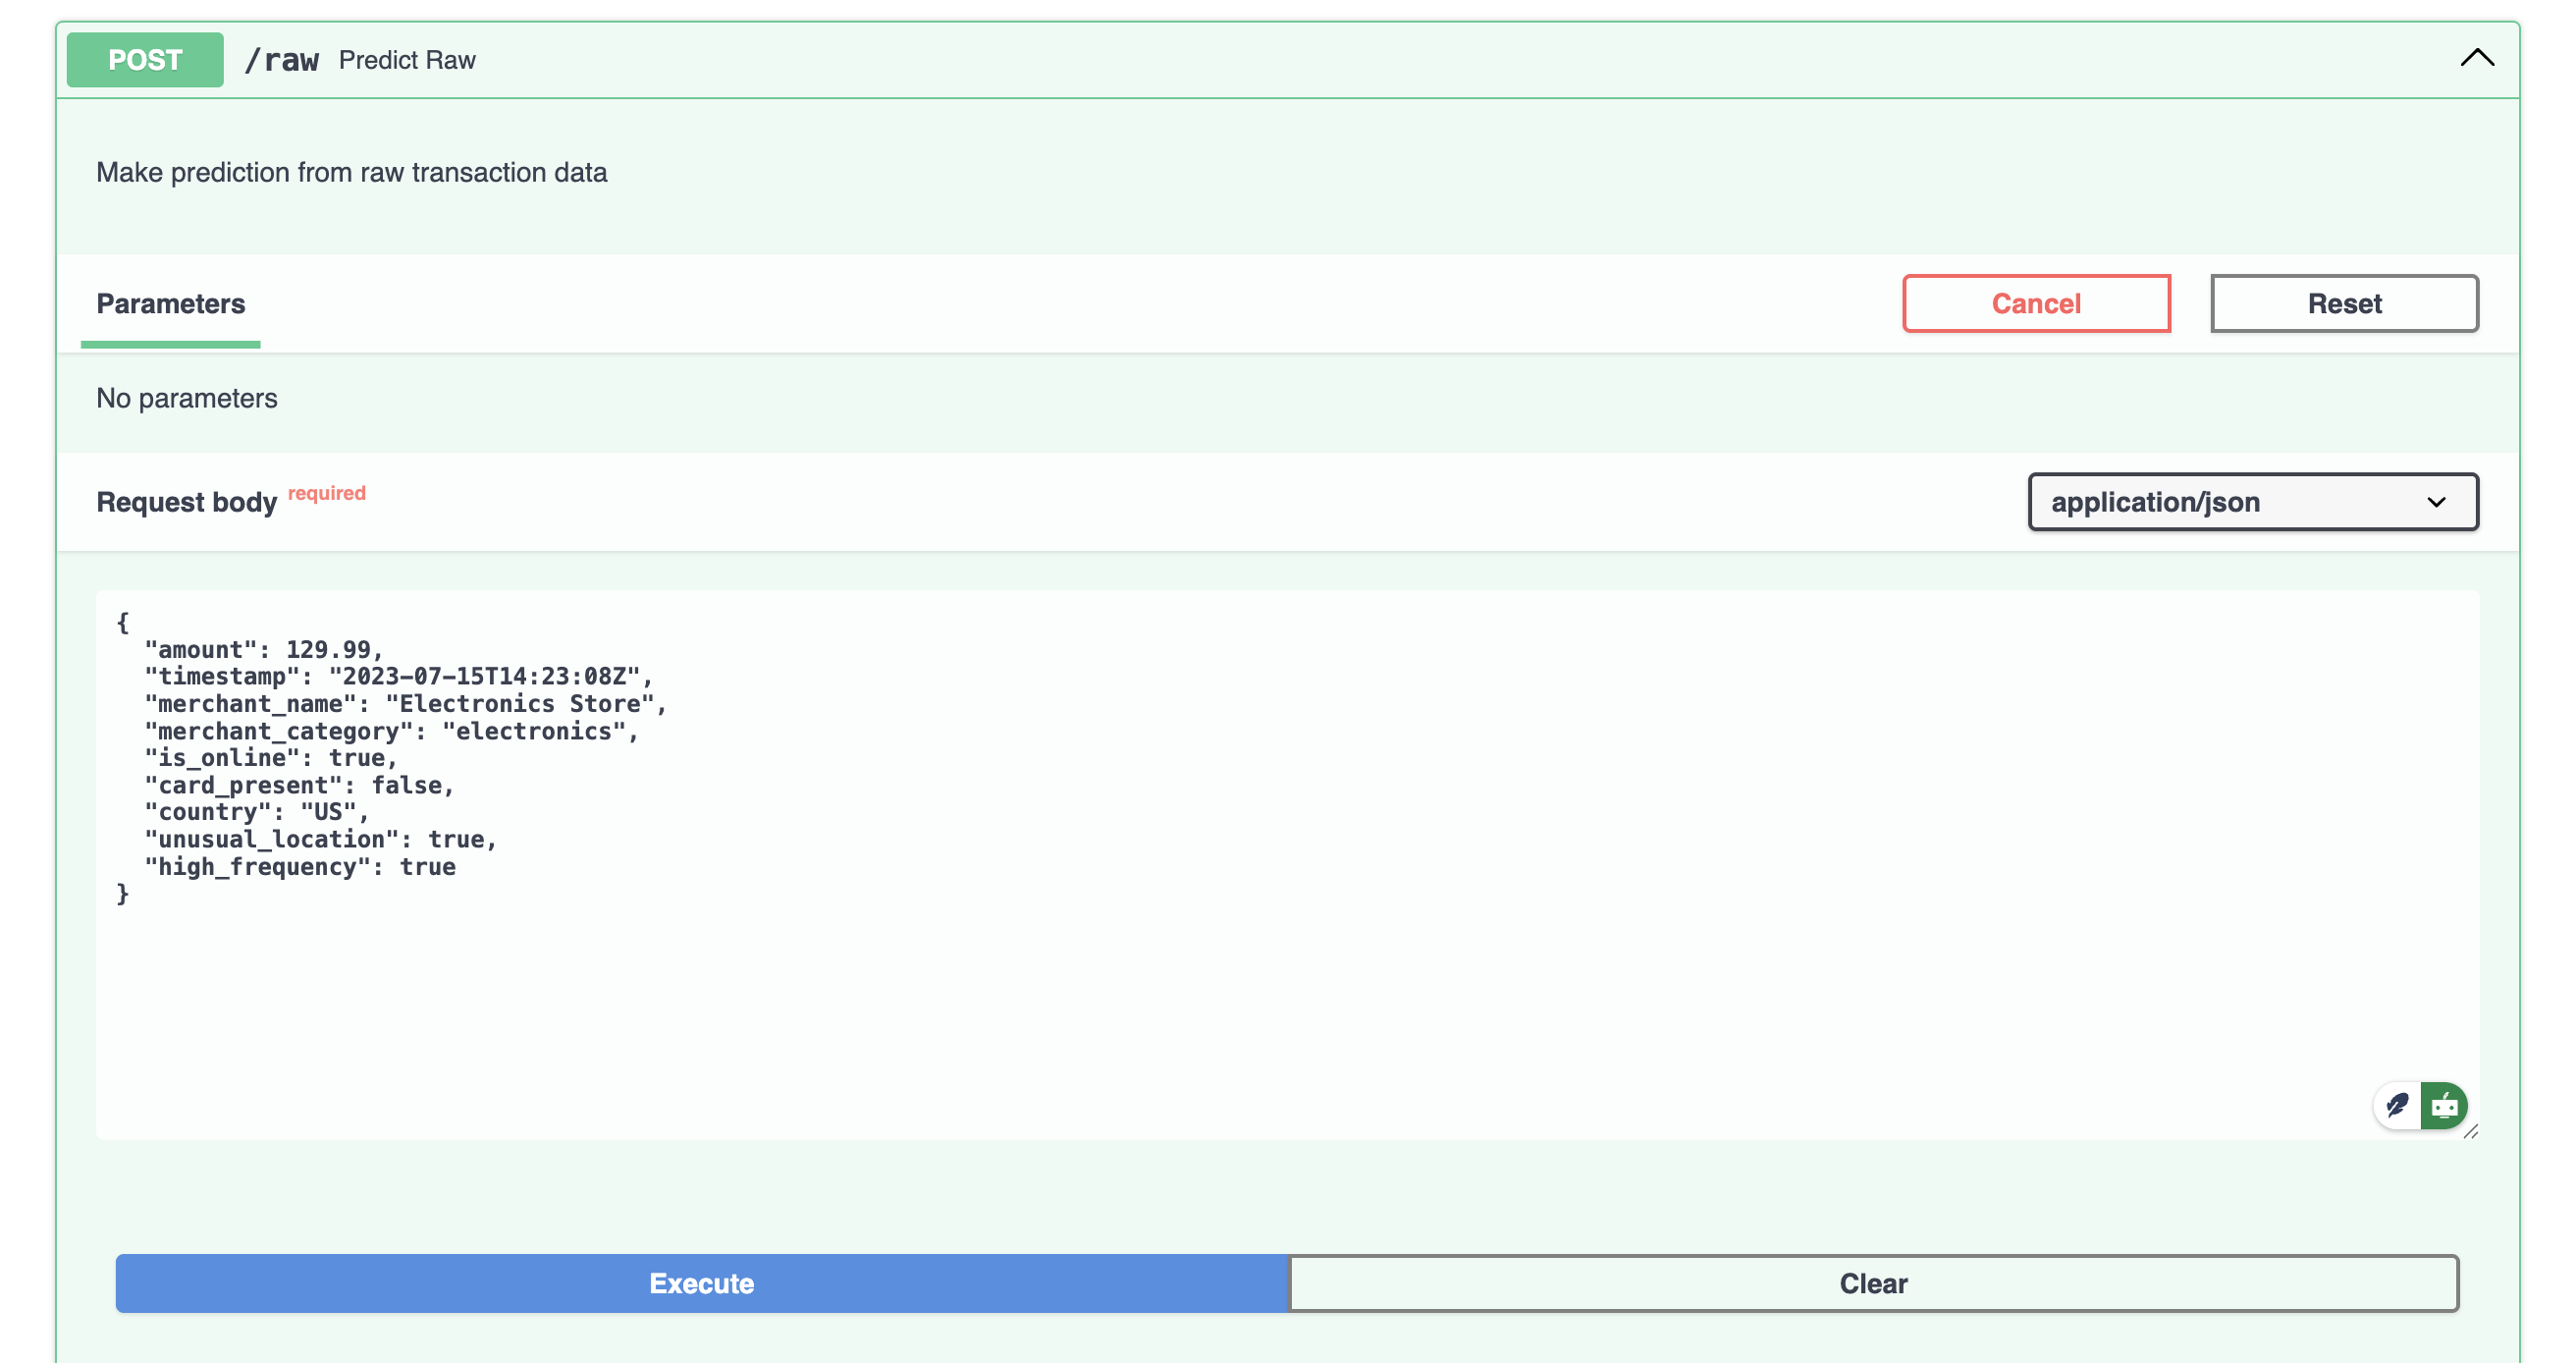 POST /raw Predict Raw
Make prediction from raw transaction data
Parameters
Cancel
Reset
No parameters
Request body required
application/json
{
  "amount": 129.99,
  "timestamp": "2023-07-15T14:23:08Z",
  "merchant_name": "Electronics Store",
  "merchant_category": "electronics",
  "is_online": true,
  "card_present": false,
  "country": "US",
  "unusual_location": true,
  "high_frequency": true
}
Execute
Clear